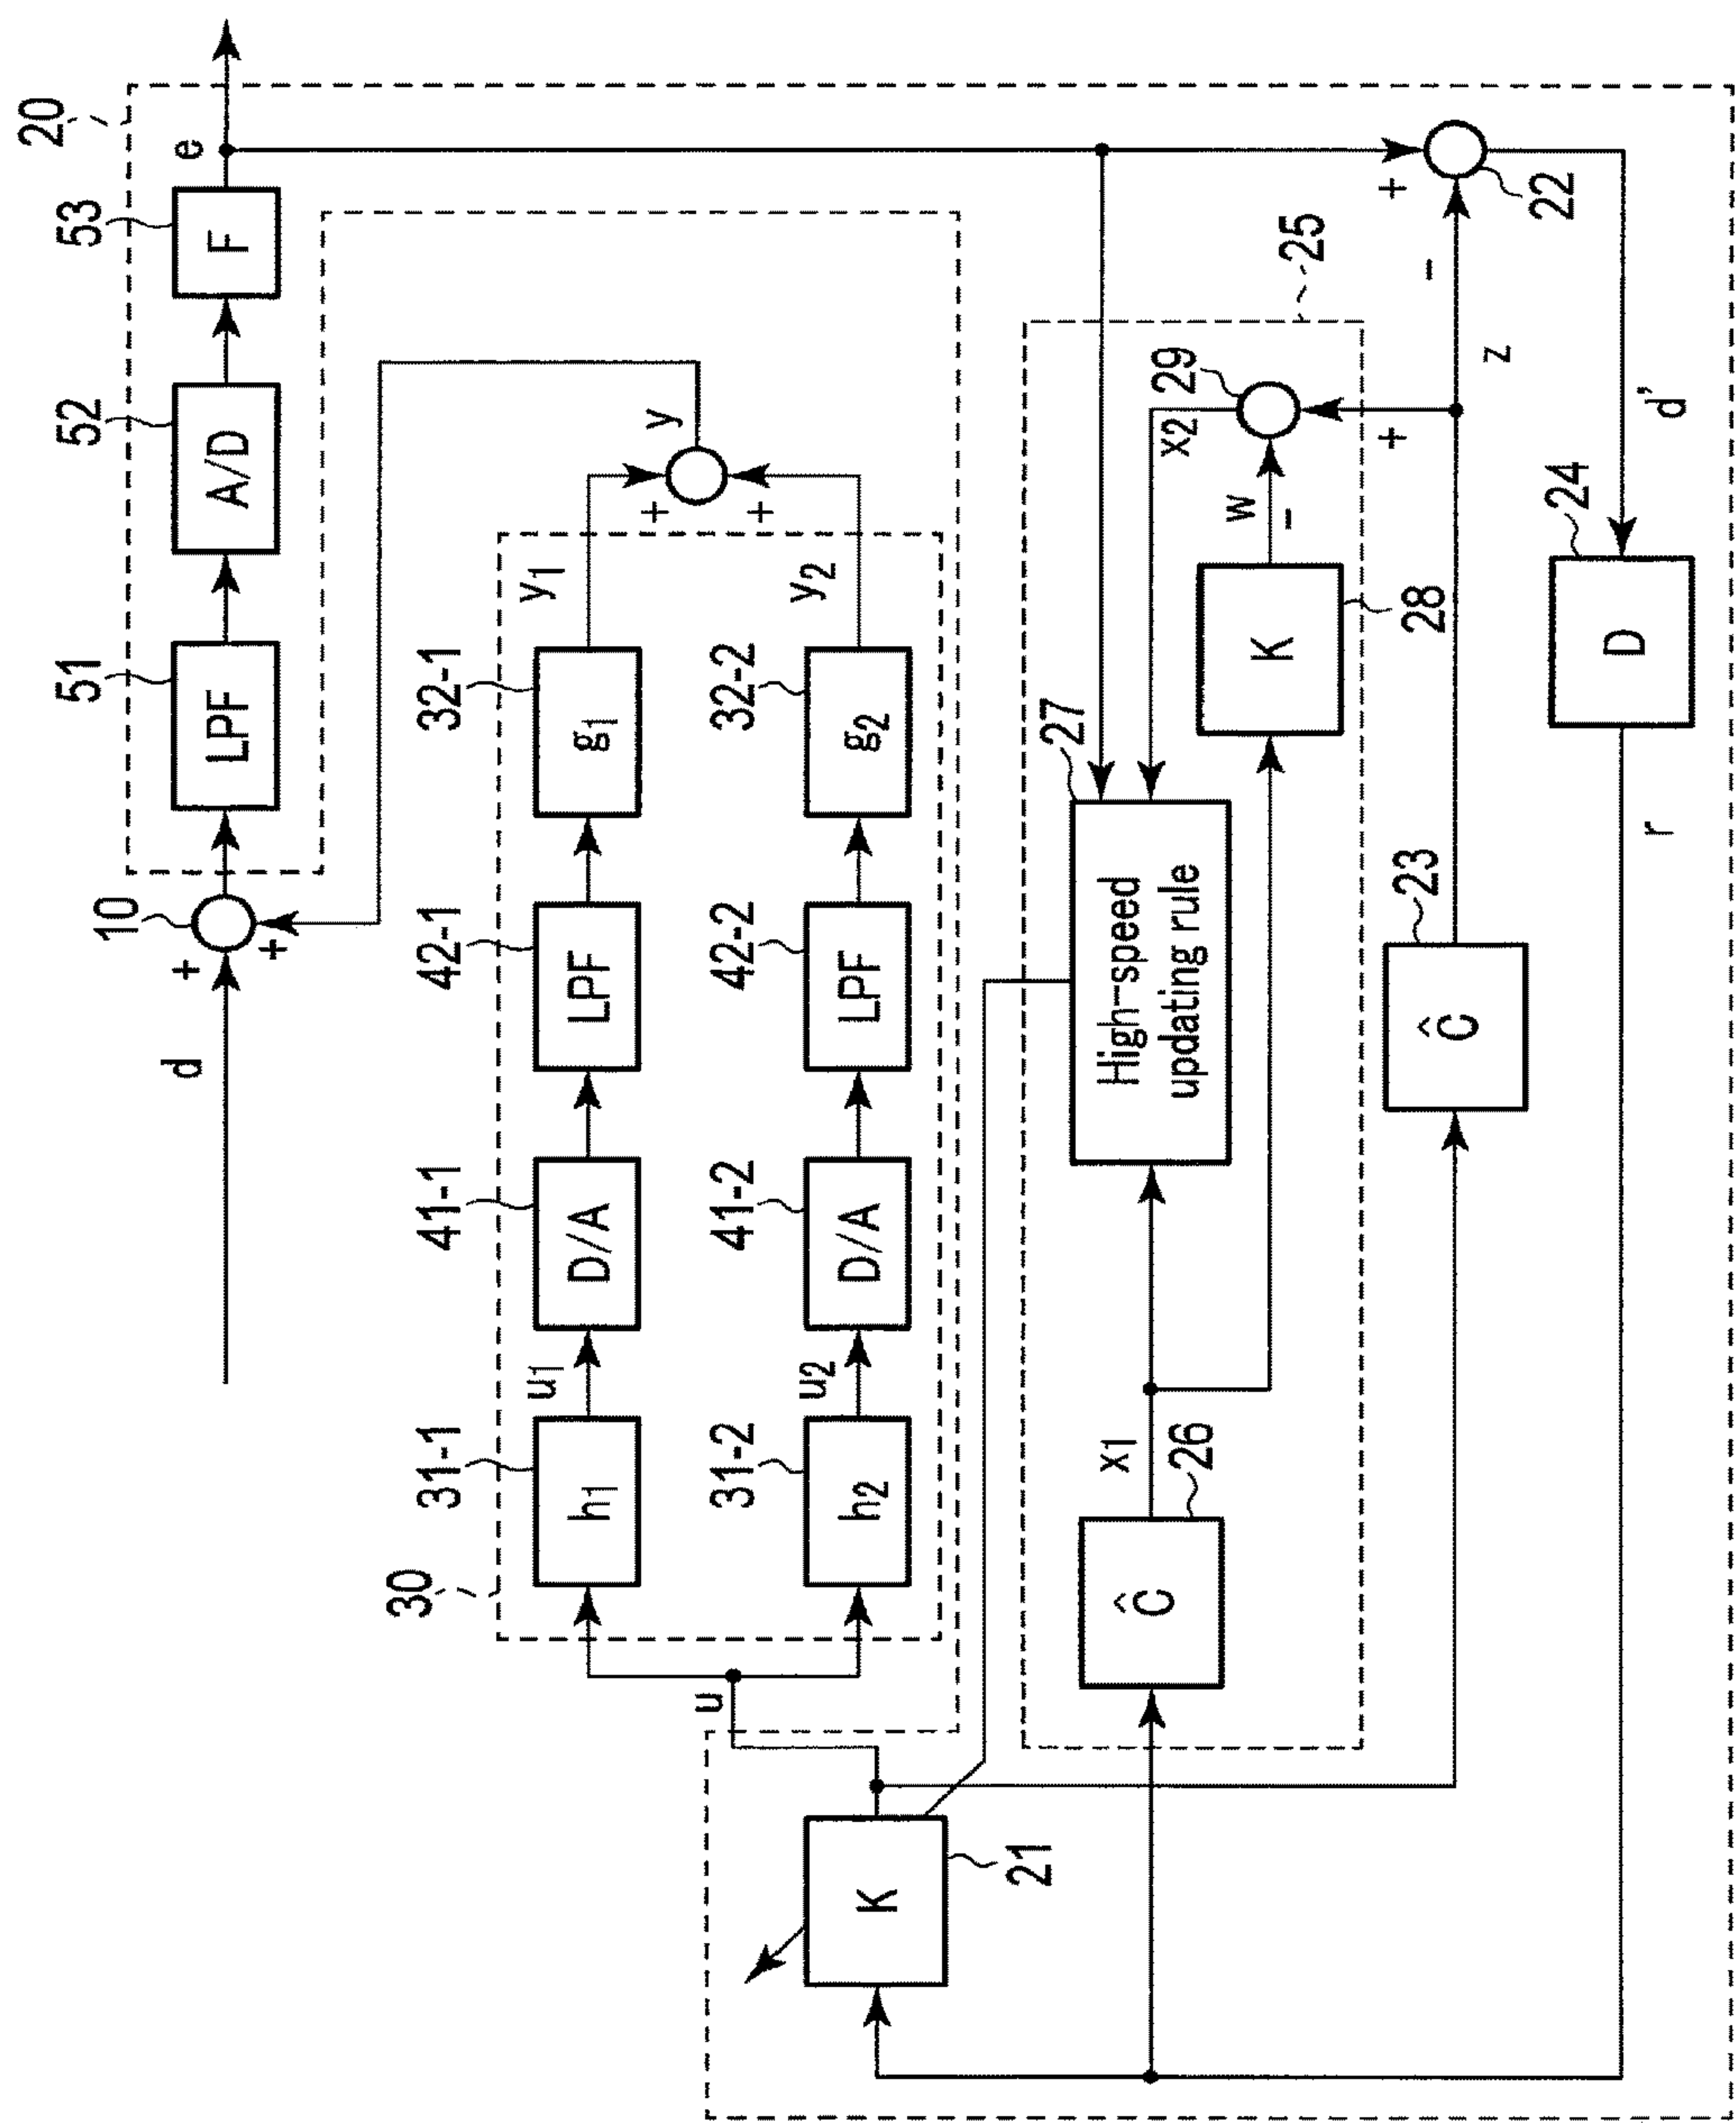 20
10
51
52
53
LPF
A/D
F
e
d
+
+
y
30
31-1
41-1
42-1
32-1
h1
u1
D/A
LPF
g1
y1
+
u
31-2
41-2
42-2
32-2
h2
u2
D/A
LPF
g2
y2
+
K
21
27
High-speed
updating rule
x2
29
25
Ĉ
26
x1
K
28
w
-
+
Ĉ
23
z
-
+
22
D
24
d'
r